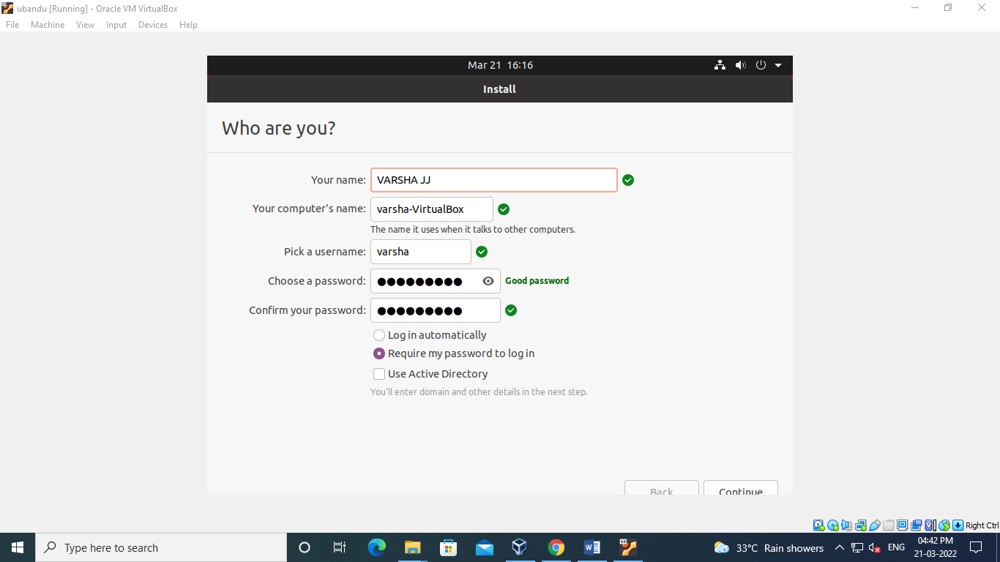 ubandu [Running] - Oracle VM VirtualBox
File Machine View Input Devices Help
Mar 21 16:16
Install
Who are you?
Your name: VARSHA JJ
Your computer's name: varsha-VirtualBox
The name it uses when it talks to other computers.
Pick a username: varsha
Choose a password: ●●●●●●●●● Good password
Confirm your password: ●●●●●●●●●
Log in automatically
Require my password to log in
Use Active Directory
You'll enter domain and other details in the next step.
Back Continue
Right Ctrl
Type here to search
33°C Rain showers
ENG
04:42 PM
21-03-2022